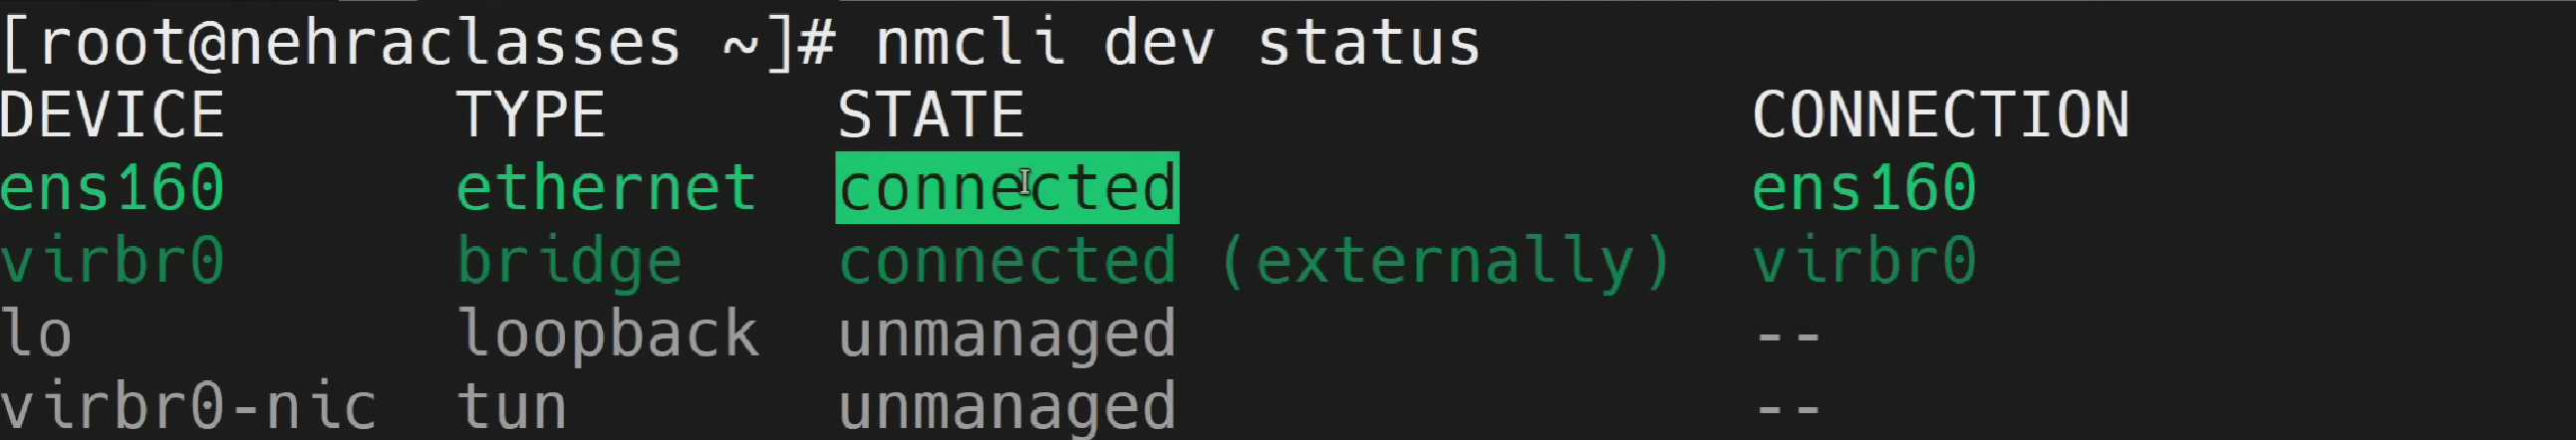 [root@nehraclasses ~]# nmcli dev status
DEVICE      TYPE      STATE                   CONNECTION
ens160      ethernet  connected               ens160
virbr0      bridge    connected (externally)  virbr0
lo          loopback  unmanaged               --
virbr0-nic  tun       unmanaged               --